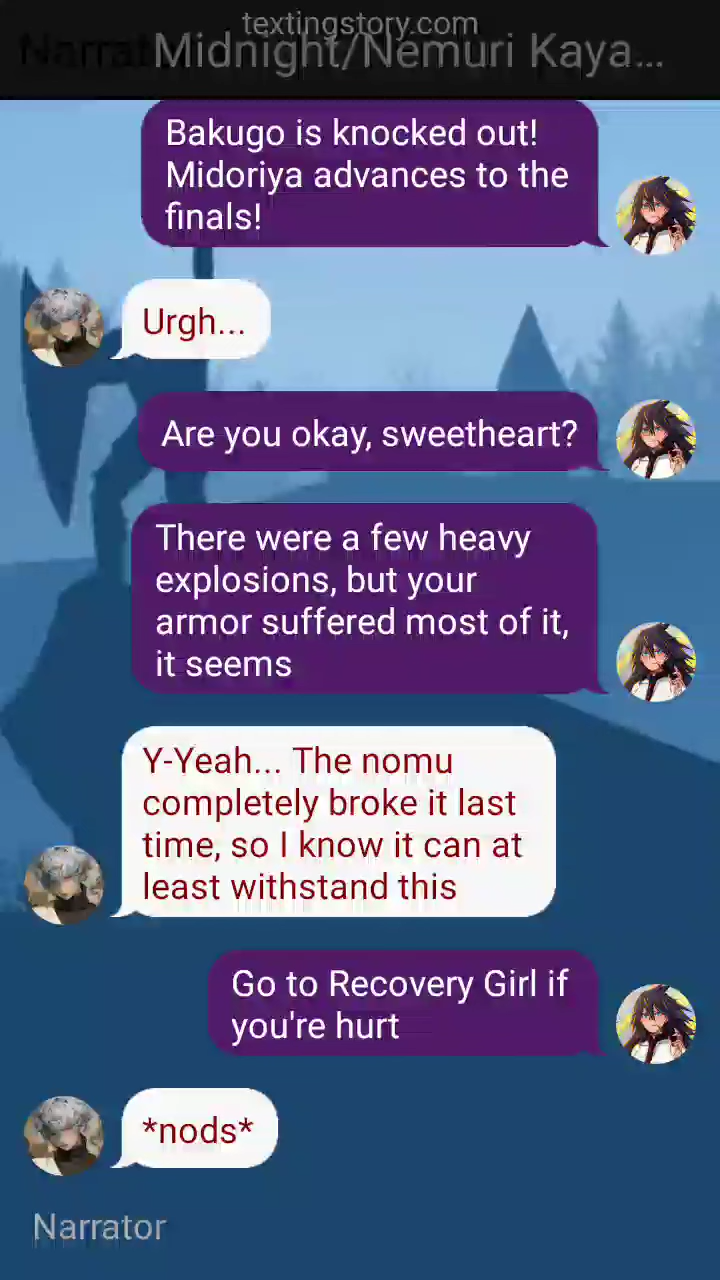 textingstory.com
Narrat Midnight/Nemuri Kaya...
Bakugo is knocked out!
Midoriya advances to the
finals!
Urgh...
Are you okay, sweetheart?
There were a few heavy
explosions, but your
armor suffered most of it,
it seems
Y-Yeah... The nomu
completely broke it last
time, so I know it can at
least withstand this
Go to Recovery Girl if
you're hurt
*nods*
Narrator